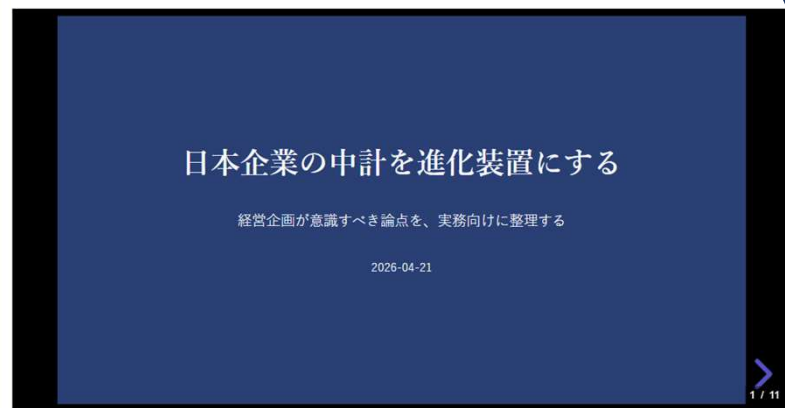 日本企業の中計を進化装置にする
経営企画が意識すべき論点を、実務向けに整理する
2026-04-21
1 / 11